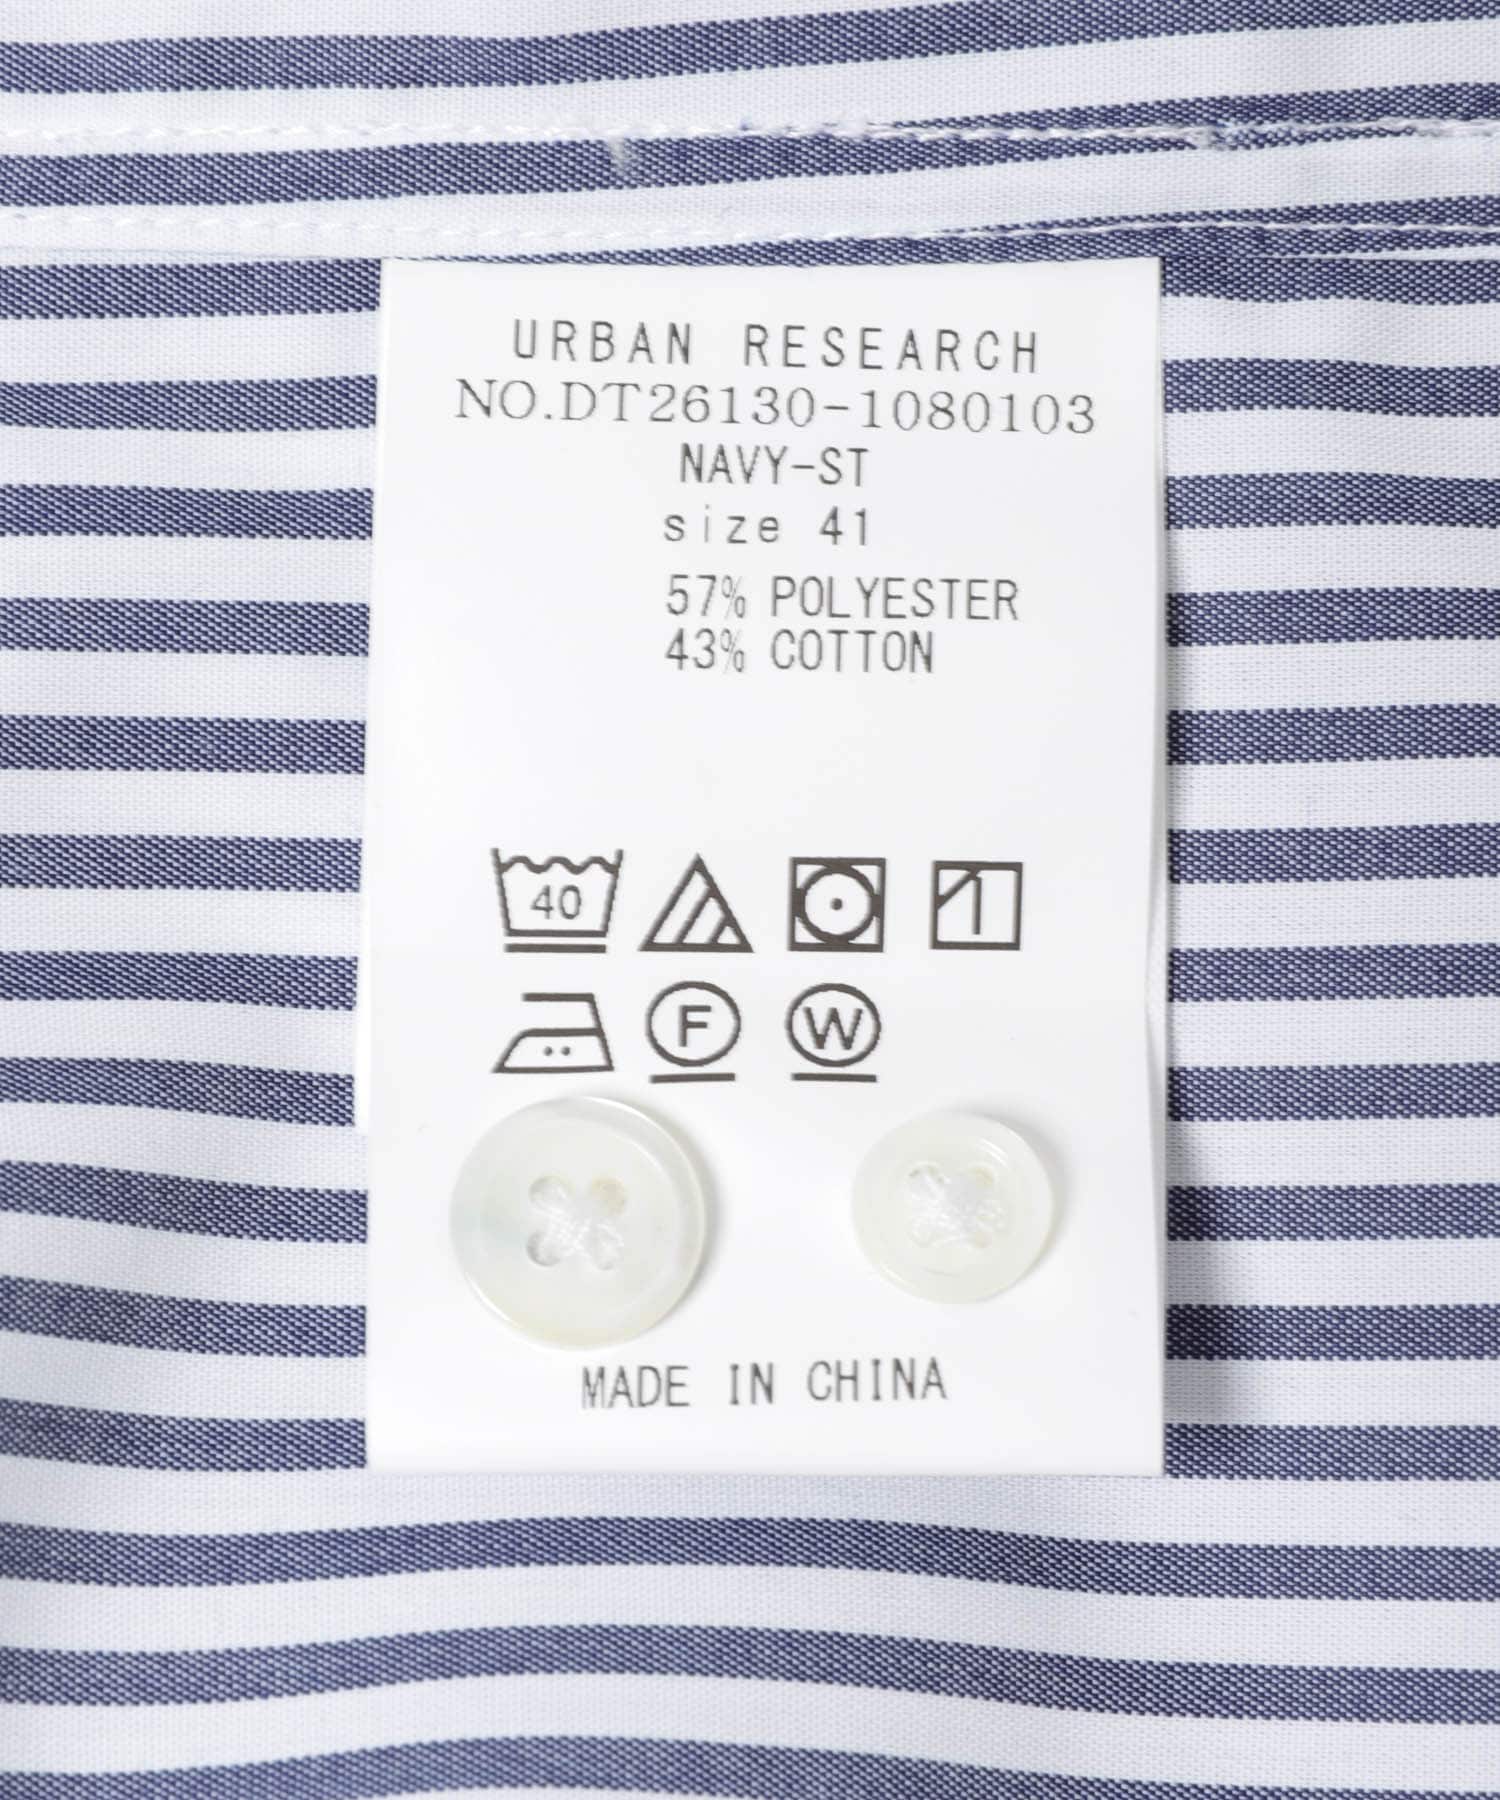 URBAN RESEARCH
NO.DT26130-1080103
NAVY-ST
size 41
57% POLYESTER
43% COTTON
40
F W
MADE IN CHINA